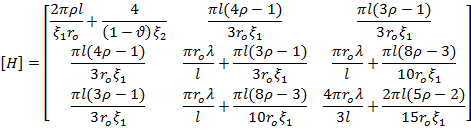 [H] = \begin{bmatrix} \frac{2\pi\rho l}{\xi_1 r_o} + \frac{4}{(1-\vartheta)\xi_2} & \frac{\pi l(4\rho-1)}{3r_o\xi_1} & \frac{\pi l(3\rho-1)}{3r_o\xi_1} \\ \frac{\pi l(4\rho-1)}{3r_o\xi_1} & \frac{\pi r_o\lambda}{l} + \frac{\pi l(3\rho-1)}{3r_o\xi_1} & \frac{\pi r_o\lambda}{l} + \frac{\pi l(8\rho-3)}{10r_o\xi_1} \\ \frac{\pi l(3\rho-1)}{3r_o\xi_1} & \frac{\pi r_o\lambda}{l} + \frac{\pi l(8\rho-3)}{10r_o\xi_1} & \frac{4\pi r_o\lambda}{3l} + \frac{2\pi l(5\rho-2)}{15r_o\xi_1} \end{bmatrix}